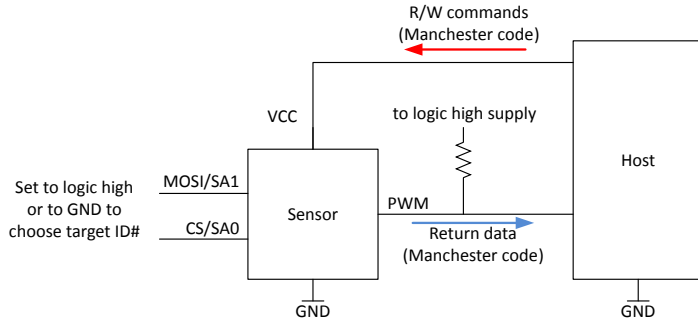 R/W commands
(Manchester code)
VCC
to logic high supply
Host
Set to logic high
or to GND to
choose target ID#
MOSI/SA1
CS/SA0
Sensor
PWM
Return data
(Manchester code)
GND
GND